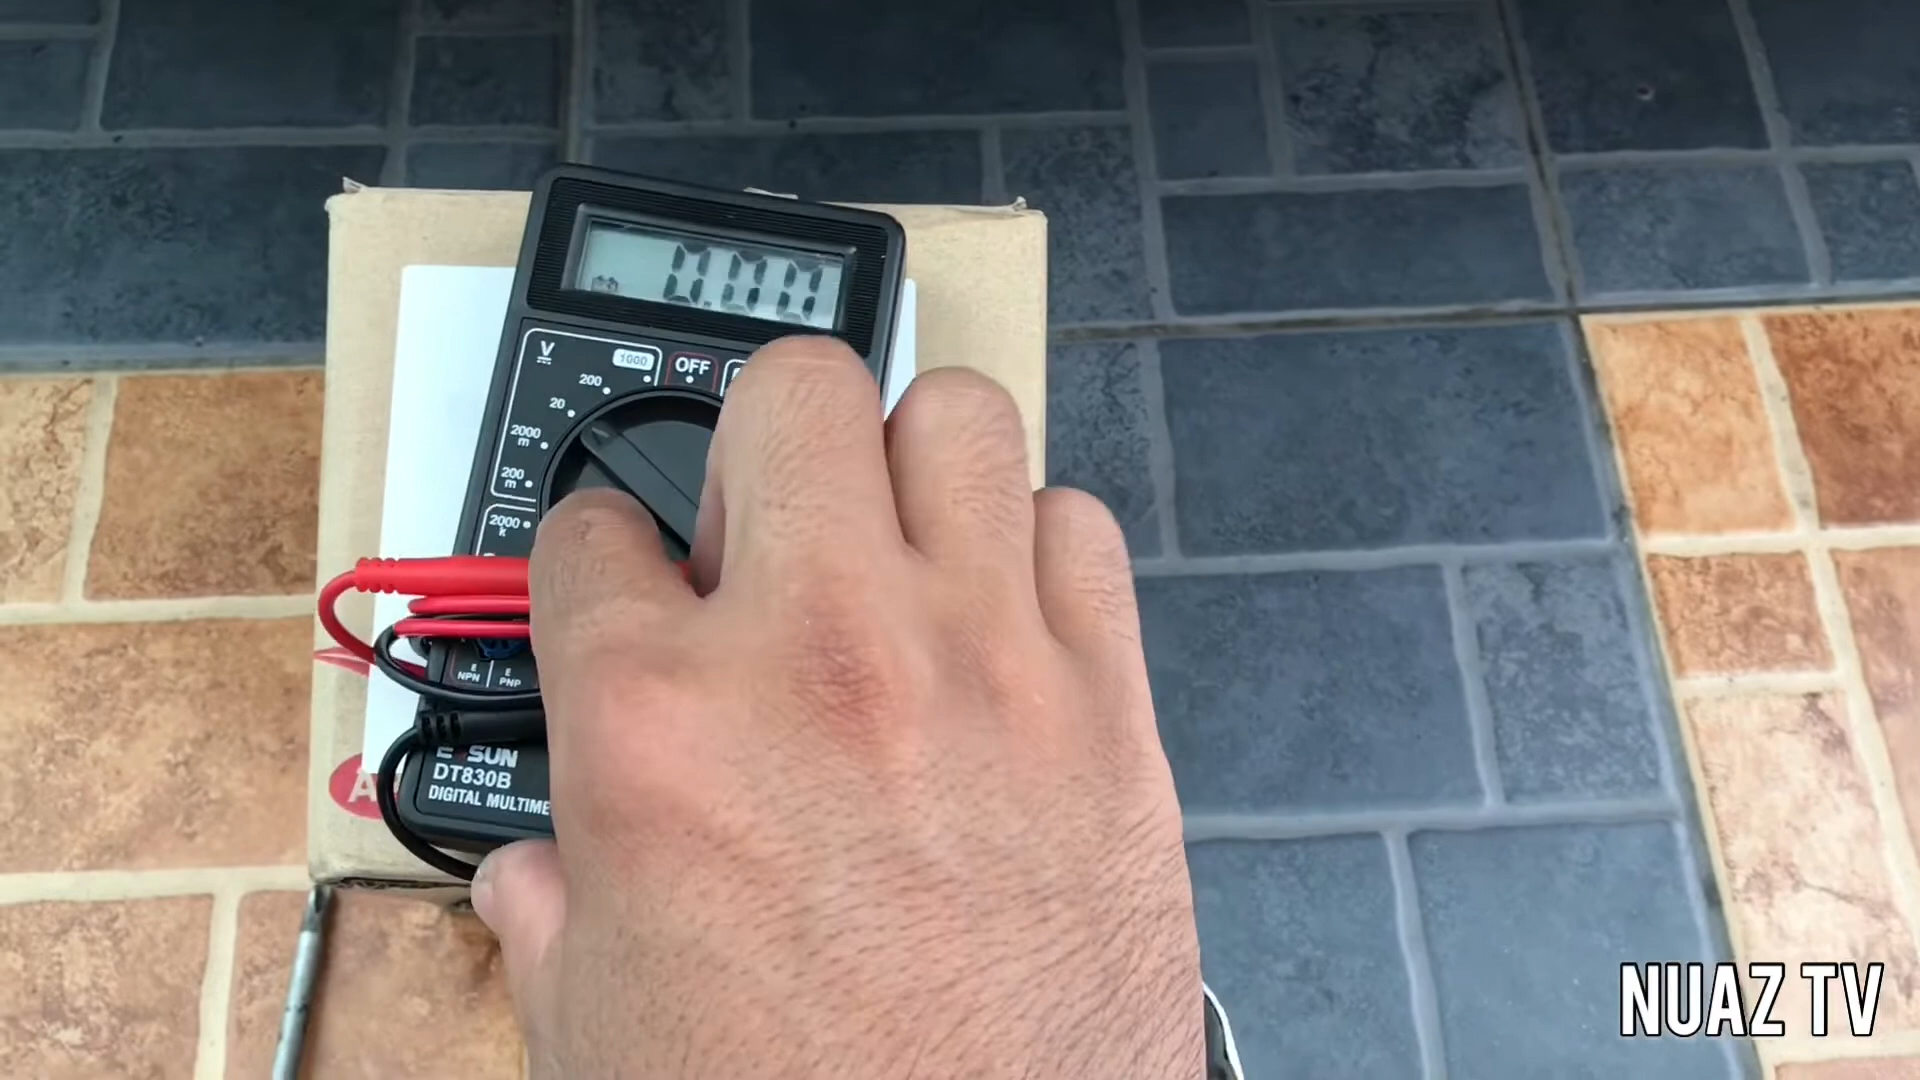 V
1000
OFF
200
20
2000
m
200
m
2000
k
E
NPN
E
PNP
SUN
DT830B
DIGITAL MULTIME
A
NUAZ TV